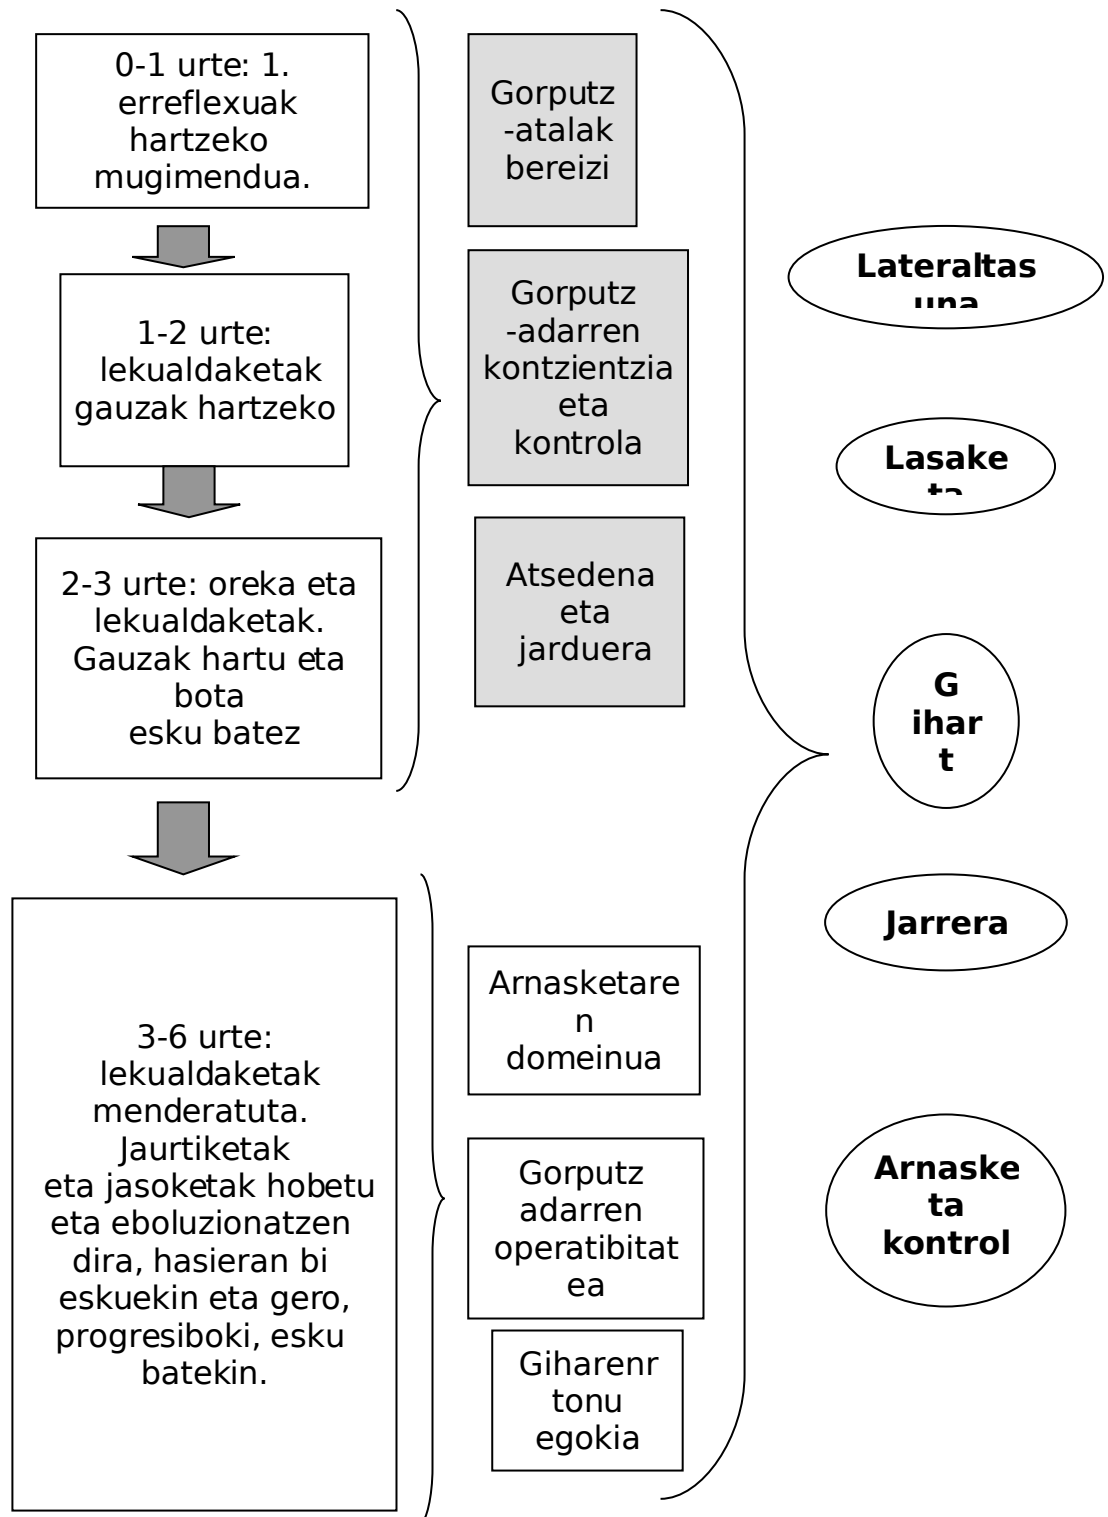 0-1 urte: 1.
erreflexuak
hartzeko
mugimendua.
1-2 urte:
lekualdaketak
gauzak hartzeko
2-3 urte: oreka eta
lekualdaketak.
Gauzak hartu eta
bota
esku batez
3-6 urte:
lekualdaketak
menderatuta.
Jaurtiketak
eta jasoketak hobetu
eta eboluzionatzen
dira, hasieran bi
eskuekin eta gero,
progresiboki, esku
batekin.
Gorputz
-atalak
bereizi
Gorputz
-adarren
kontzientzia
eta
kontrola
Atsedena
eta
jarduera
Arnasketare
n
domeinua
Gorputz
adarren
operatibitat
ea
Giharenr
tonu
egokia
Lateraltas
una
Lasake
ta
G
ihar
t
Jarrera
Arnaske
ta
kontrol